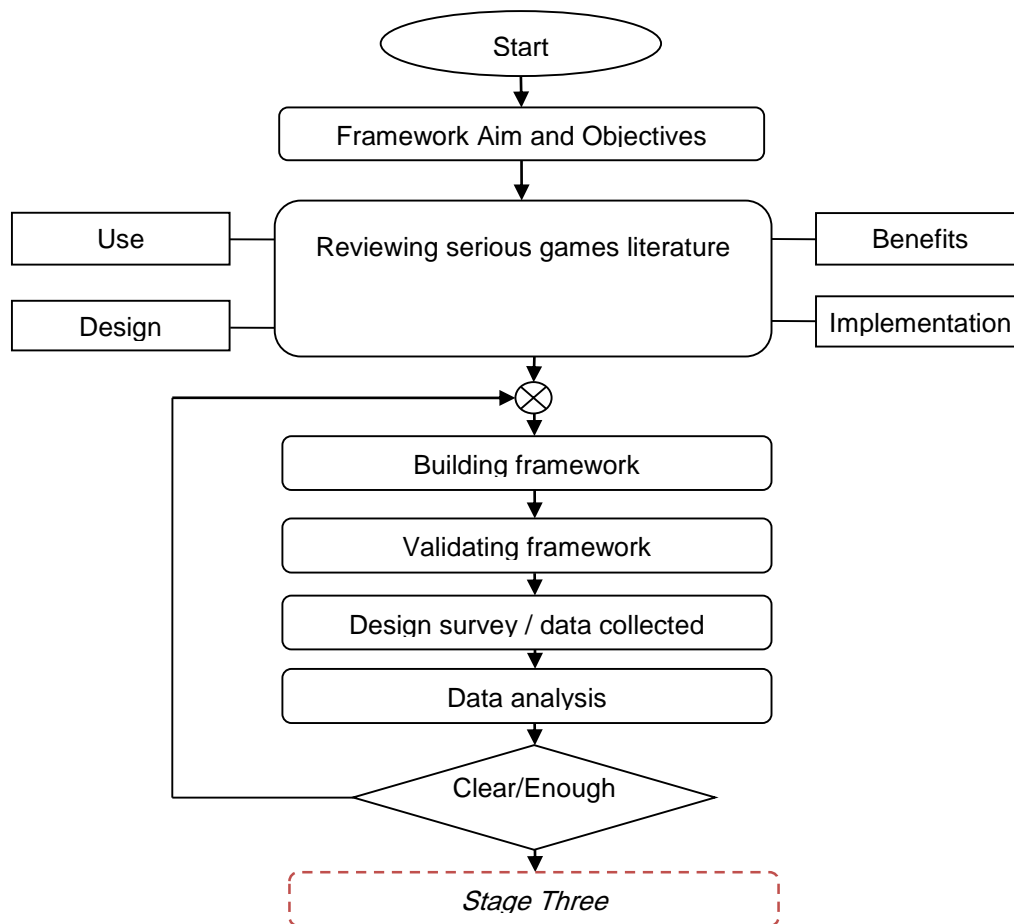 Start
Framework Aim and Objectives
Use
Reviewing serious games literature
Benefits
Design
Implementation
Building framework
Validating framework
Design survey / data collected
Data analysis
Clear/Enough
Stage Three